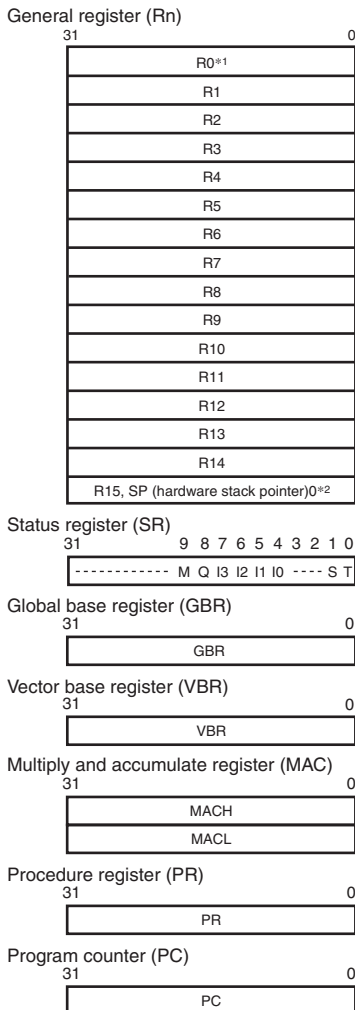 General register (Rn)
31 0
R0*1
R1
R2
R3
R4
R5
R6
R7
R8
R9
R10
R11
R12
R13
R14
R15, SP (hardware stack pointer)0*2
Status register (SR)
31 9 8 7 6 5 4 3 2 1 0
------------ M Q I3 I2 I1 I0 ---- S T
Global base register (GBR)
31 0
GBR
Vector base register (VBR)
31 0
VBR
Multiply and accumulate register (MAC)
31 0
MACH
MACL
Procedure register (PR)
31 0
PR
Program counter (PC)
31 0
PC